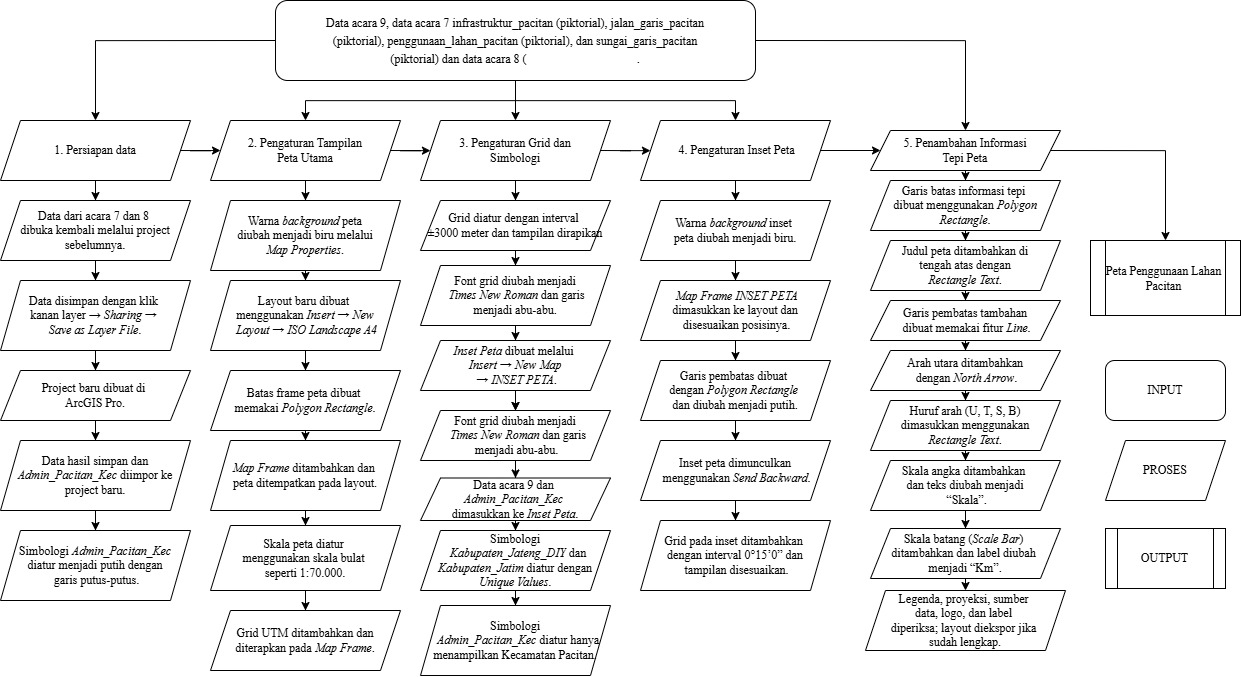 Data acara 9, data acara 7 infrastruktur_pacitan (piktorial), jalan_garis_pacitan
(piktorial), penggunaan_lahan_pacitan (piktorial), dan sungai_garis_pacitan
(piktorial) dan data acara 8 ( .
1. Persiapan data
Data dari acara 7 dan 8
dibuka kembali melalui project
sebelumnya.
Data disimpan dengan klik
kanan layer → Sharing →
Save as Layer File.
Project baru dibuat di
ArcGIS Pro.
Data hasil simpan dan
Admin_Pacitan_Kec diimpor ke
project baru.
Simbologi Admin_Pacitan_Kec
diatur menjadi putih dengan
garis putus-putus.
2. Pengaturan Tampilan
Peta Utama
Warna background peta
diubah menjadi biru melalui
Map Properties.
Layout baru dibuat
menggunakan Insert → New
Layout → ISO Landscape A4
Batas frame peta dibuat
memakai Polygon Rectangle.
Map Frame ditambahkan dan
peta ditempatkan pada layout.
Skala peta diatur
menggunakan skala bulat
seperti 1:70.000.
Grid UTM ditambahkan dan
diterapkan pada Map Frame.
3. Pengaturan Grid dan
Simbologi
Grid diatur dengan interval
±3000 meter dan tampilan dirapikan
Font grid diubah menjadi
Times New Roman dan garis
menjadi abu-abu.
Inset Peta dibuat melalui
Insert → New Map
→ INSET PETA.
Font grid diubah menjadi
Times New Roman dan garis
menjadi abu-abu.
Data acara 9 dan
Admin_Pacitan_Kec
dimasukkan ke Inset Peta.
Simbologi
Kabupaten_Jateng_DIY dan
Kabupaten_Jatim diatur dengan
Unique Values.
Simbologi
Admin_Pacitan_Kec diatur hanya
menampilkan Kecamatan Pacitan
4. Pengaturan Inset Peta
Warna background inset
peta diubah menjadi biru.
Map Frame INSET PETA
dimasukkan ke layout dan
disesuaikan posisinya.
Garis pembatas dibuat
dengan Polygon Rectangle
dan diubah menjadi putih.
Inset peta dimunculkan
menggunakan Send Backward.
Grid pada inset ditambahkan
dengan interval 0°15’0” dan
tampilan disesuaikan.
5. Penambahan Informasi
Tepi Peta
Garis batas informasi tepi
dibuat menggunakan Polygon
Rectangle.
Judul peta ditambahkan di
tengah atas dengan
Rectangle Text.
Garis pembatas tambahan
dibuat memakai fitur Line.
Arah utara ditambahkan
dengan North Arrow.
Huruf arah (U, T, S, B)
dimasukkan menggunakan
Rectangle Text.
Skala angka ditambahkan
dan teks diubah menjadi
“Skala”.
Skala batang (Scale Bar)
ditambahkan dan label diubah
menjadi “Km”.
Legenda, proyeksi, sumber
data, logo, dan label
diperiksa; layout diekspor jika
sudah lengkap.
Peta Penggunaan Lahan
Pacitan
INPUT
PROSES
OUTPUT